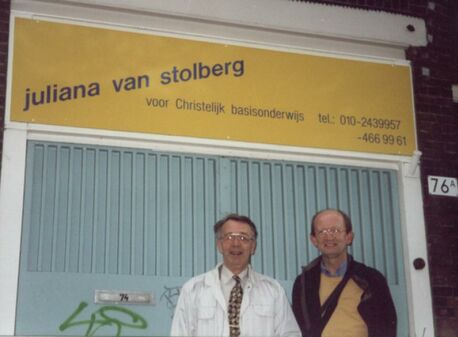 juliana van stolberg
voor Christelijk basisonderwijs tel.: 010-2439957
-466 99 61
76A
74